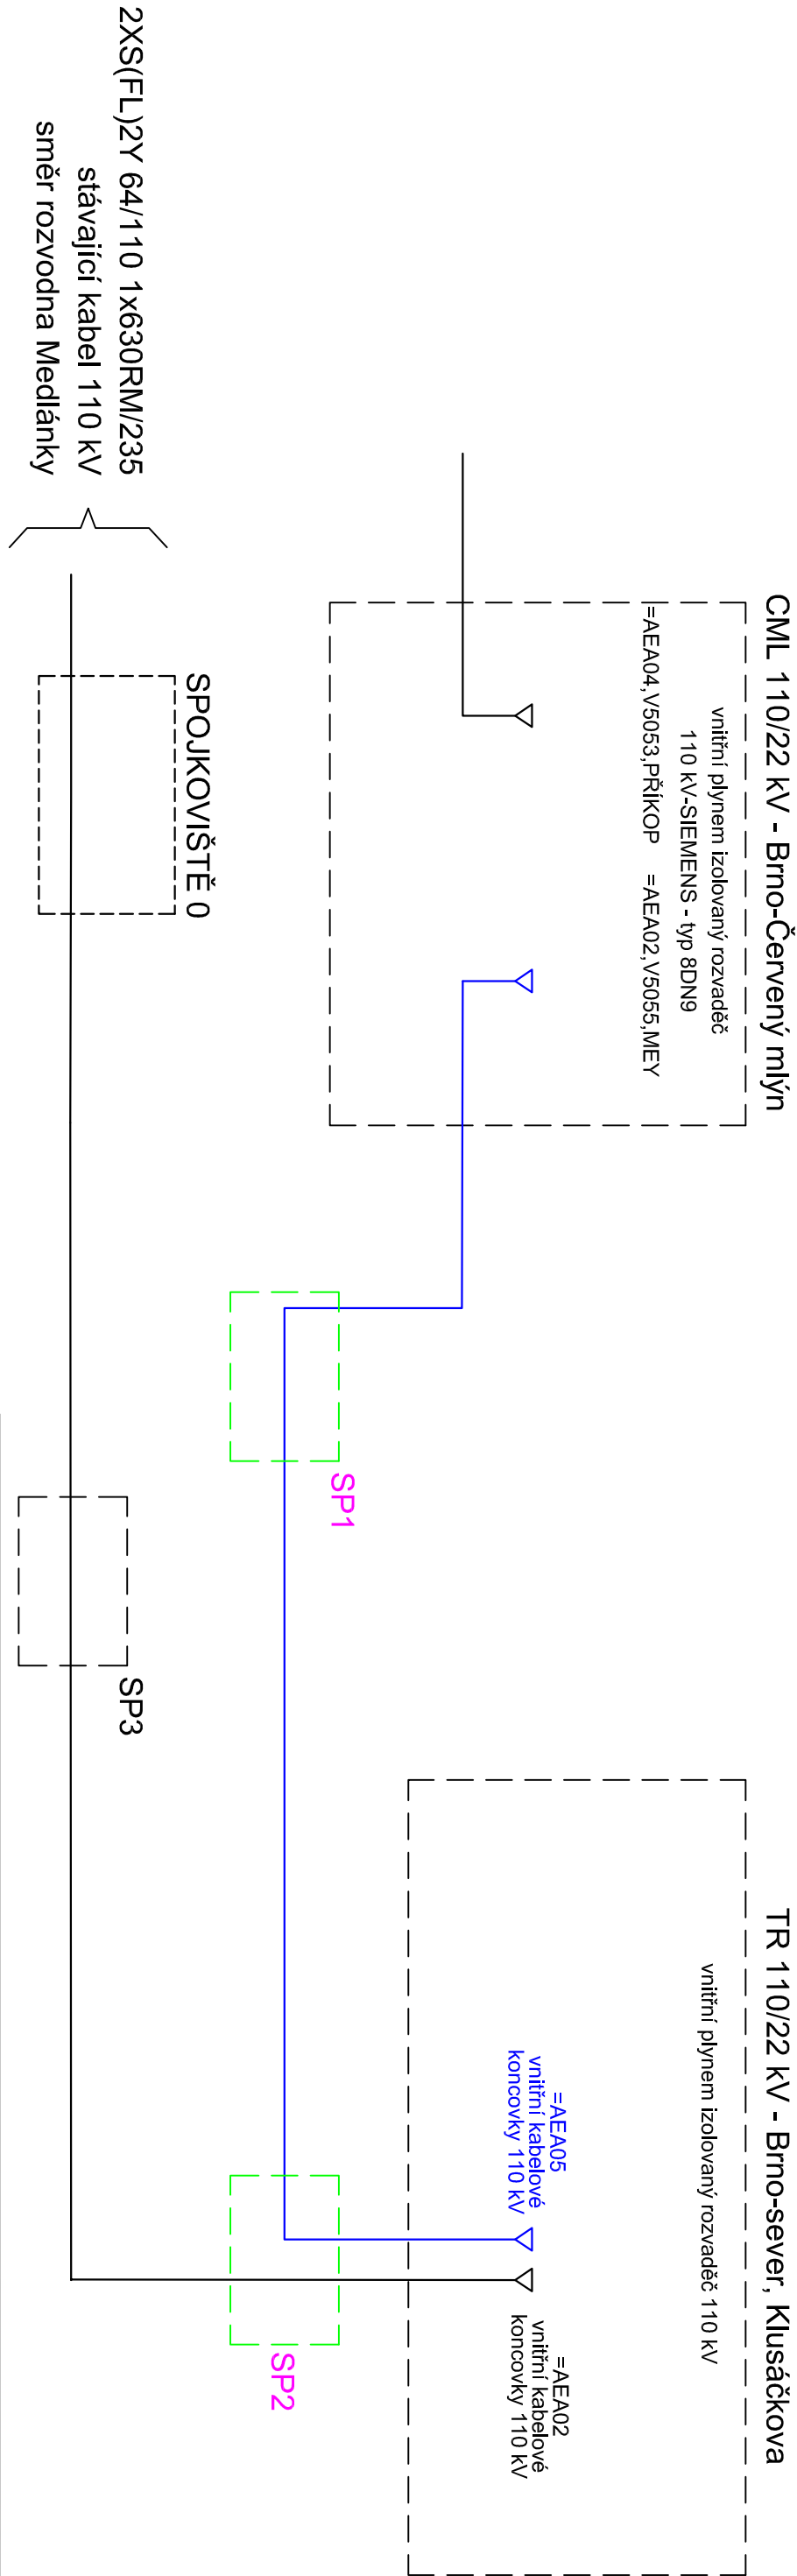 CML 110/22 kV - Brno-Červený mlýn
vnitřní plynem izolovaný rozvaděč
110 kV-SIEMENS - typ 8DN9
=AEA04,V5053,PŘÍKOP =AEA02,V5055,MEY
TR 110/22 kV - Brno-sever, Klusáčkova
vnitřní plynem izolovaný rozvaděč 110 kV
=AEA05
vnitřní kabelové
koncovky 110 kV
=AEA02
vnitřní kabelové
koncovky 110 kV
SP1
SP2
SPOJKOVIŠTĚ 0
SP3
2XS(FL)2Y 64/110 1x630RM/235
stávající kabel 110 kV
směr rozvodna Medlánky